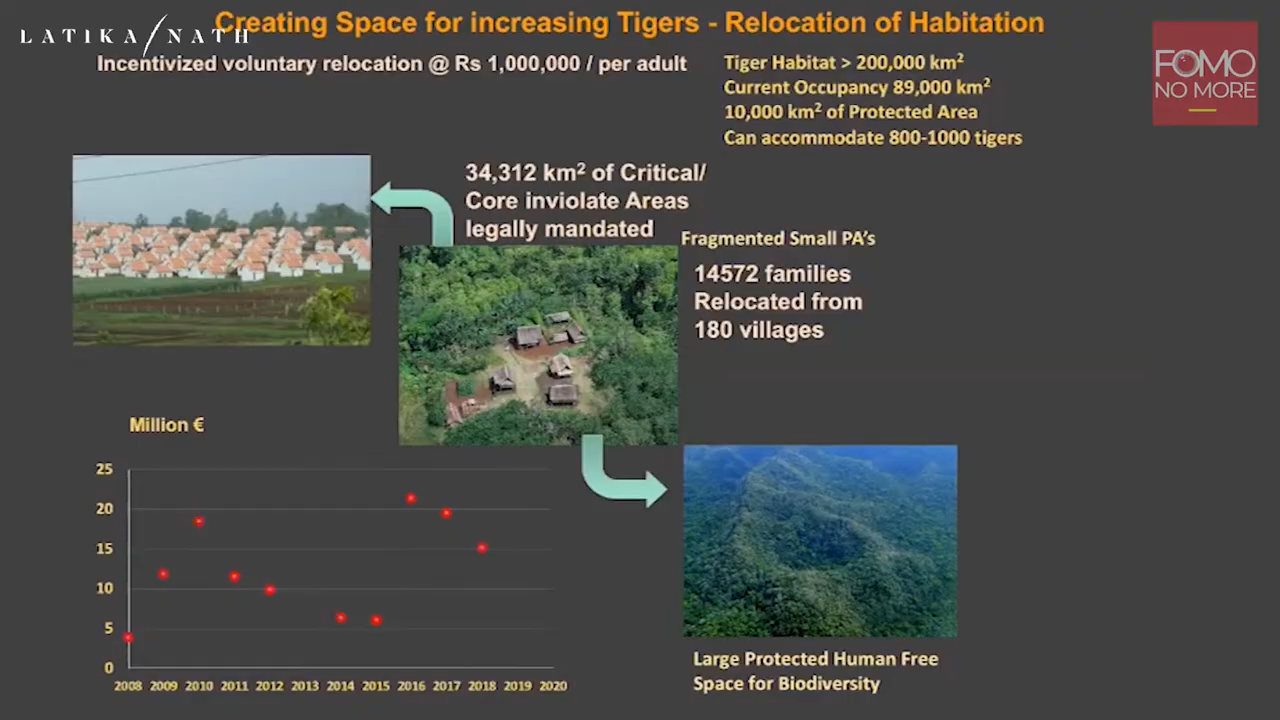 Creating Space for increasing Tigers - Relocation of Habitation
LATIKA/NATH
Incentivized voluntary relocation @ Rs 1,000,000 / per adult
Tiger Habitat > 200,000 km²
Current Occupancy 89,000 km²
10,000 km² of Protected Area
Can accommodate 800-1000 tigers
FOMO
NO MORE
34,312 km² of Critical/
Core inviolate Areas
legally mandated
Fragmented Small PA's
14572 families
Relocated from
180 villages
Million €
25
20
15
10
5
0
2008 2009 2010 2011 2012 2013 2014 2015 2016 2017 2018 2019 2020
Large Protected Human Free
Space for Biodiversity